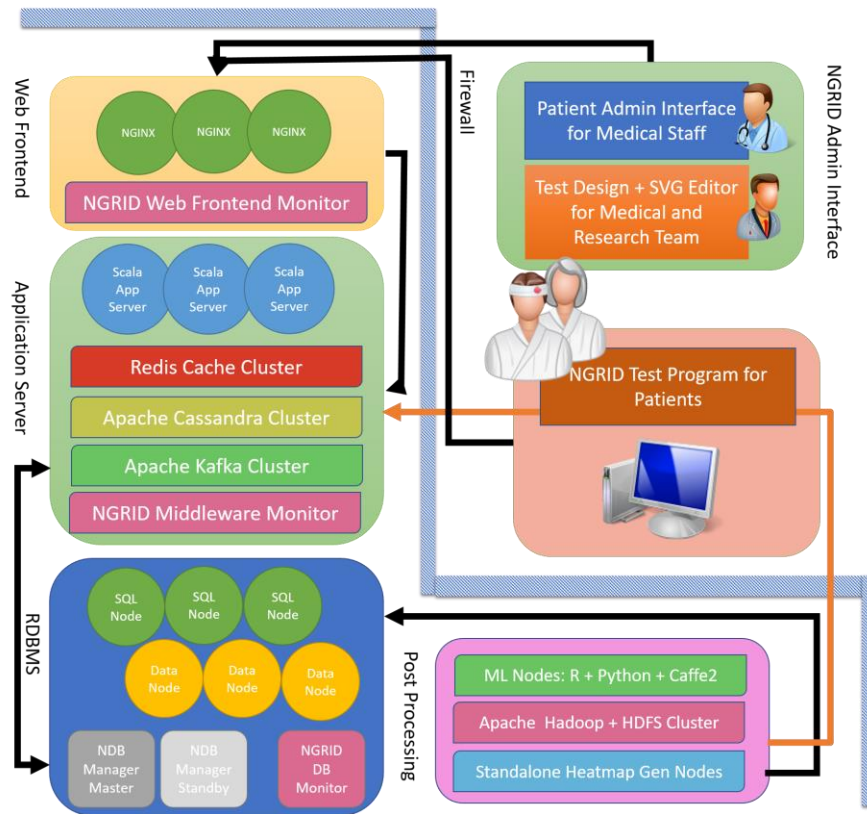 Web Frontend
NGINX
NGINX
NGINX
NGRID Web Frontend Monitor
Firewall
Patient Admin Interface
for Medical Staff
Test Design + SVG Editor
for Medical and
Research Team
NGRID Admin Interface
Application Server
Scala
App
Server
Scala
App
Server
Scala
App
Server
Redis Cache Cluster
Apache Cassandra Cluster
Apache Kafka Cluster
NGRID Middleware Monitor
NGRID Test Program for
Patients
RDBMS
SQL
Node
SQL
Node
SQL
Node
Data
Node
Data
Node
Data
Node
NDB
Manager
Master
NDB
Manager
Standby
NGRID
DB
Monitor
Post Processing
ML Nodes: R + Python + Caffe2
Apache Hadoop + HDFS Cluster
Standalone Heatmap Gen Nodes